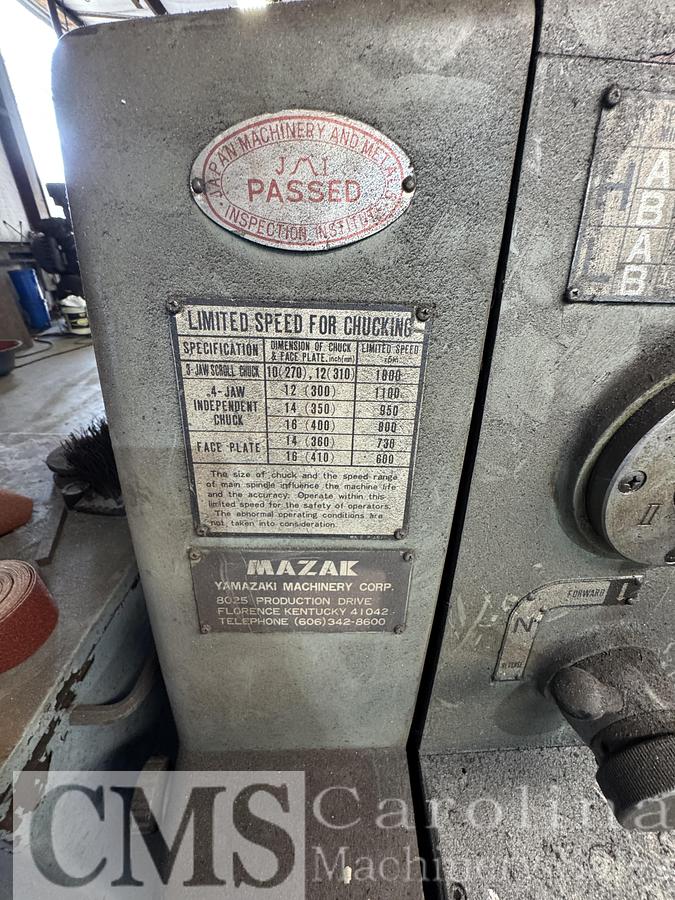 JAPAN MACHINERY AND METALS
JMI
PASSED
INSPECTION INSTITUTE
LIMITED SPEED FOR CHUCKING
SPECIFICATION DIMENSION OF CHUCK & FACE PLATE. inch(mm) LIMITED SPEED rpm
3-JAW SCROLL CHUCK 10(270), 12(310) 1800
4-JAW INDEPENDENT CHUCK 12 (300) 1100
14 (350) 950
16 (400) 800
FACE PLATE 14 (360) 730
16 (410) 600
The size of chuck and the speed range
of main spindle influence the machine life
and the accuracy. Operate within this
limited speed for the safety of operators.
The abnormal operating conditions are
not taken into consideration.
MAZAK
YAMAZAKI MACHINERY CORP.
8025 PRODUCTION DRIVE
FLORENCE KENTUCKY 41042
TELEPHONE (606)342-8600
H A
B
L A
B
II
FORWARD
N
REVERSE
CMS Carolina
Machinery